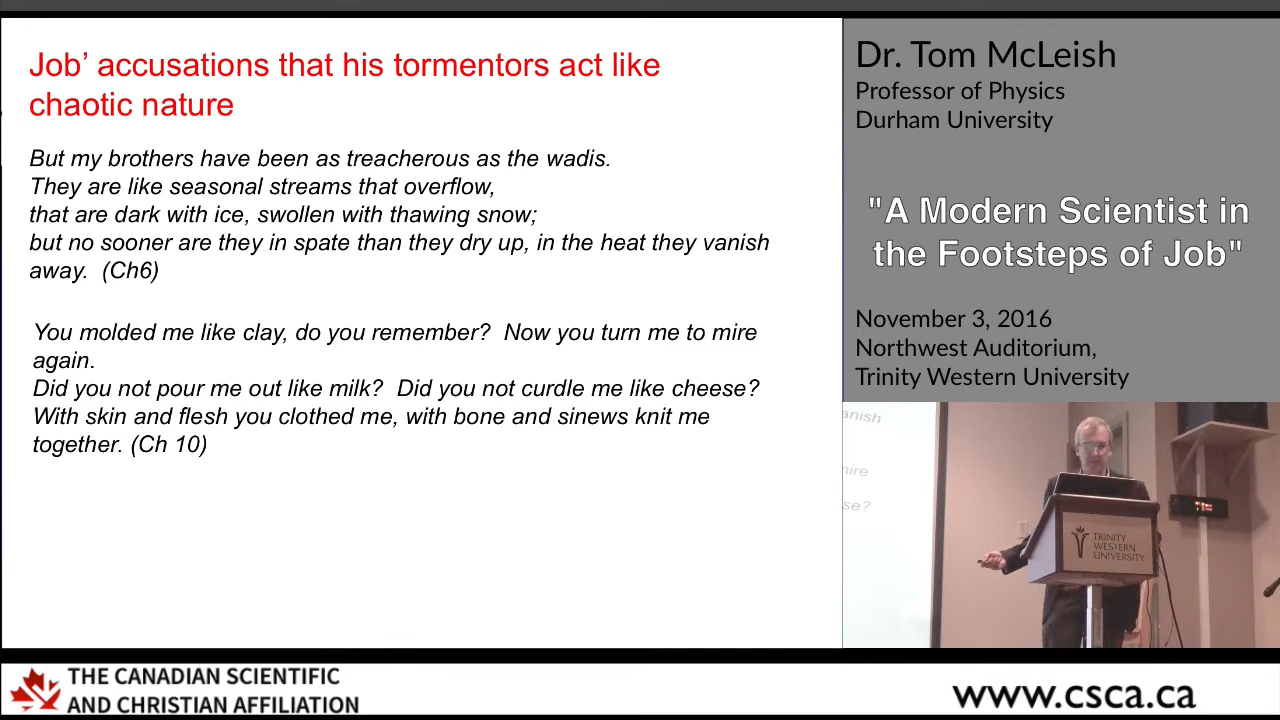 Job’ accusations that his tormentors act like
chaotic nature
But my brothers have been as treacherous as the wadis.
They are like seasonal streams that overflow,
that are dark with ice, swollen with thawing snow;
but no sooner are they in spate than they dry up, in the heat they vanish
away. (Ch6)
You molded me like clay, do you remember? Now you turn me to mire
again.
Did you not pour me out like milk? Did you not curdle me like cheese?
With skin and flesh you clothed me, with bone and sinews knit me
together. (Ch 10)
Dr. Tom McLeish
Professor of Physics
Durham University
"A Modern Scientist in
the Footsteps of Job"
November 3, 2016
Northwest Auditorium,
Trinity Western University
anish
mire
se?
TRINITY
WESTERN
UNIVERSITY
THE CANADIAN SCIENTIFIC
AND CHRISTIAN AFFILIATION
www.csca.ca